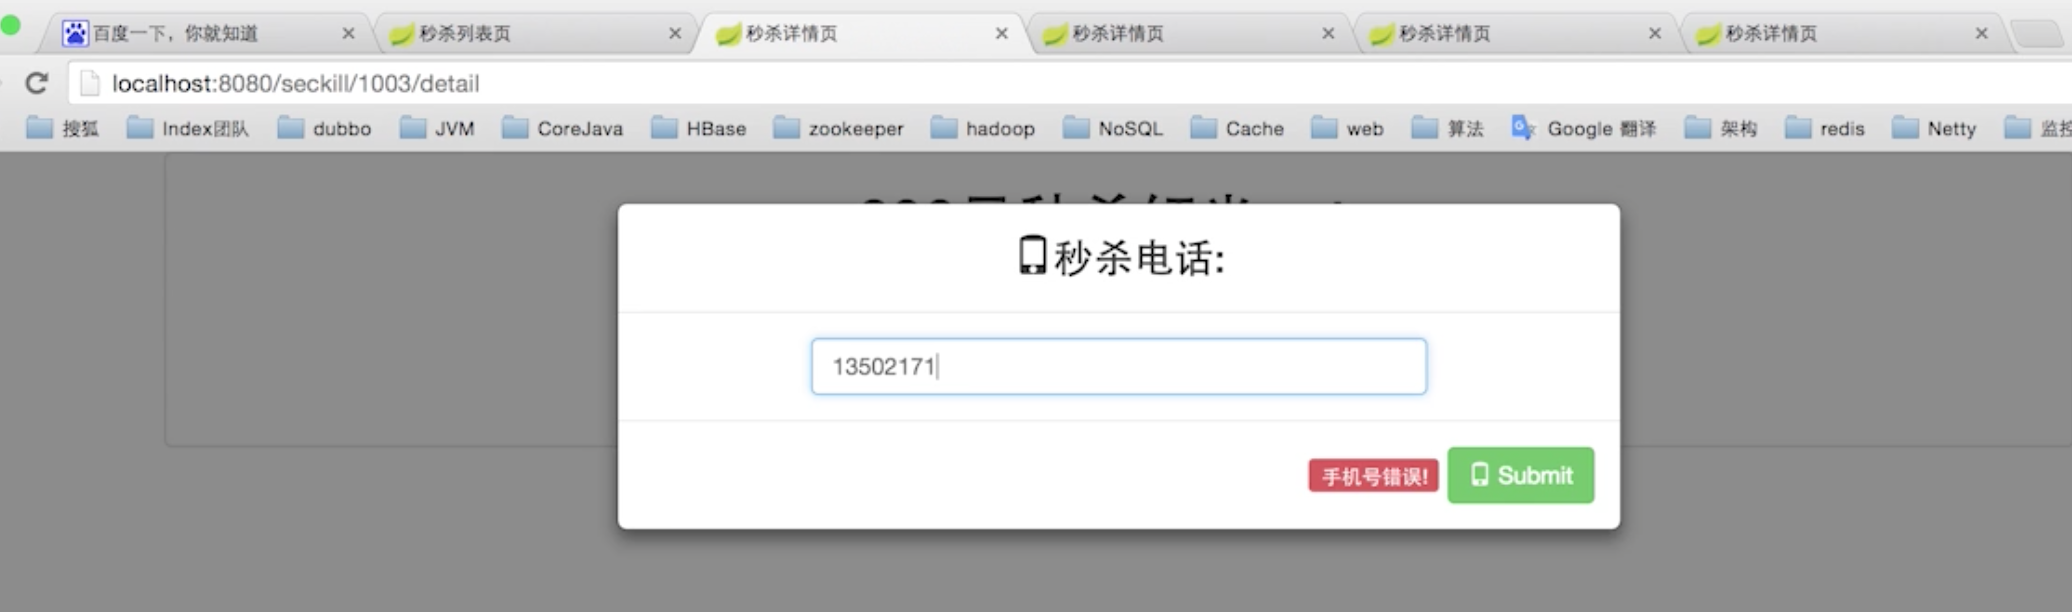 百度一下，你就知道 秒杀列表页 秒杀详情页 秒杀详情页 秒杀详情页 秒杀详情页
localhost:8080/seckill/1003/detail
搜狐 Index团队 dubbo JVM CoreJava HBase zookeeper hadoop NoSQL Cache web 算法 Google 翻译 架构 redis Netty
秒杀电话:
13502171
手机号错误! Submit